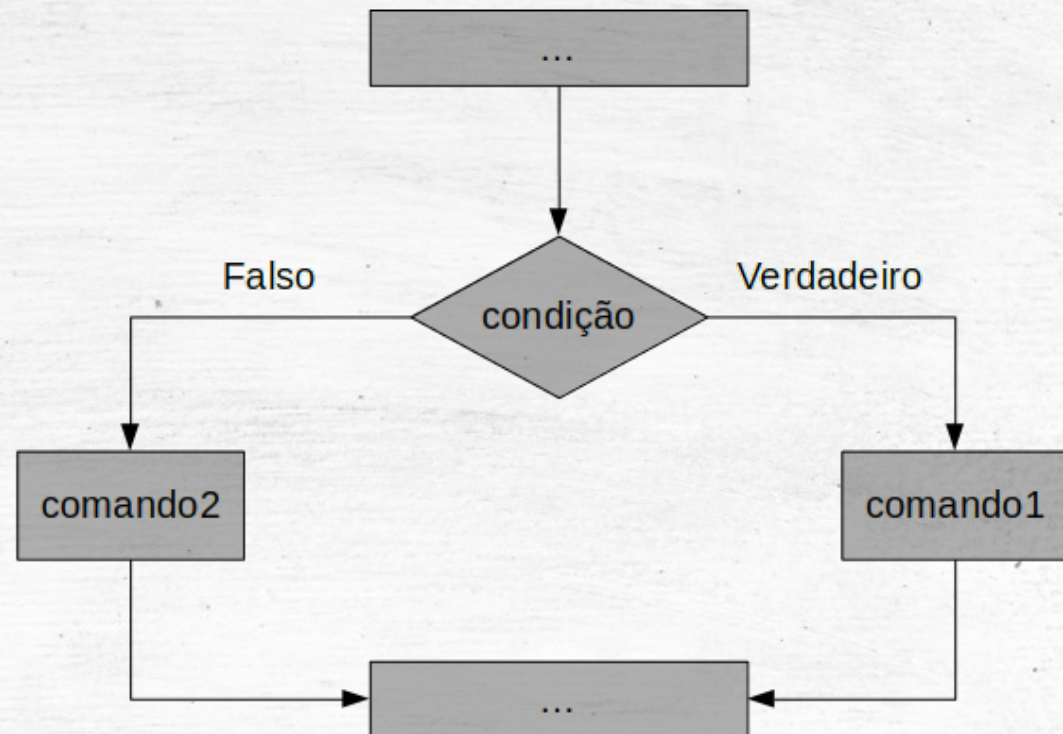 ...
Falso
Verdadeiro
condição
comando2
comando1
...